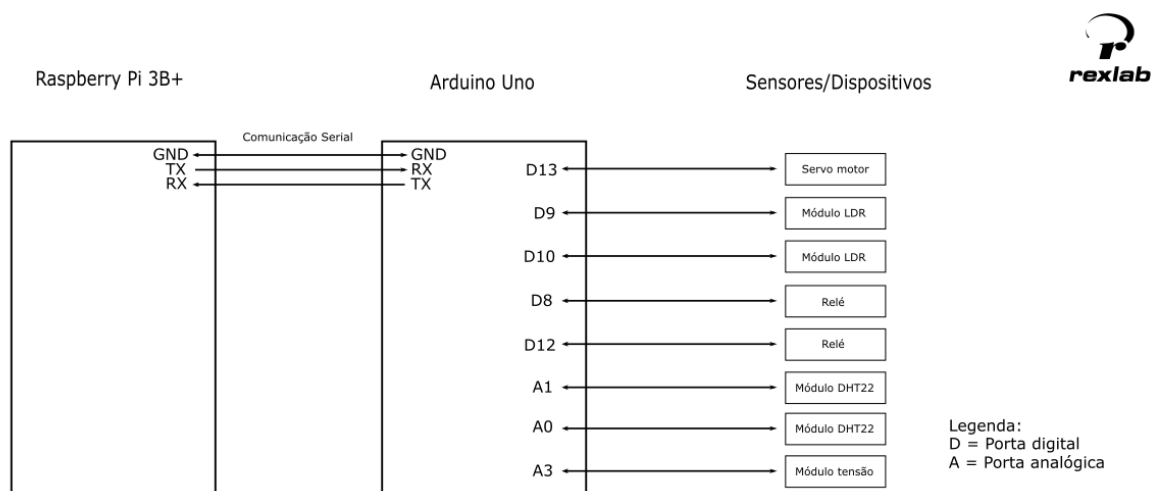 rexlab
Raspberry Pi 3B+
Arduino Uno
Sensores/Dispositivos
Comunicação Serial
GND
TX
RX
GND
RX
TX
D13
Servo motor
D9
Módulo LDR
D10
Módulo LDR
D8
Relé
D12
Relé
A1
Módulo DHT22
A0
Módulo DHT22
A3
Módulo tensão
Legenda:
D = Porta digital
A = Porta analógica